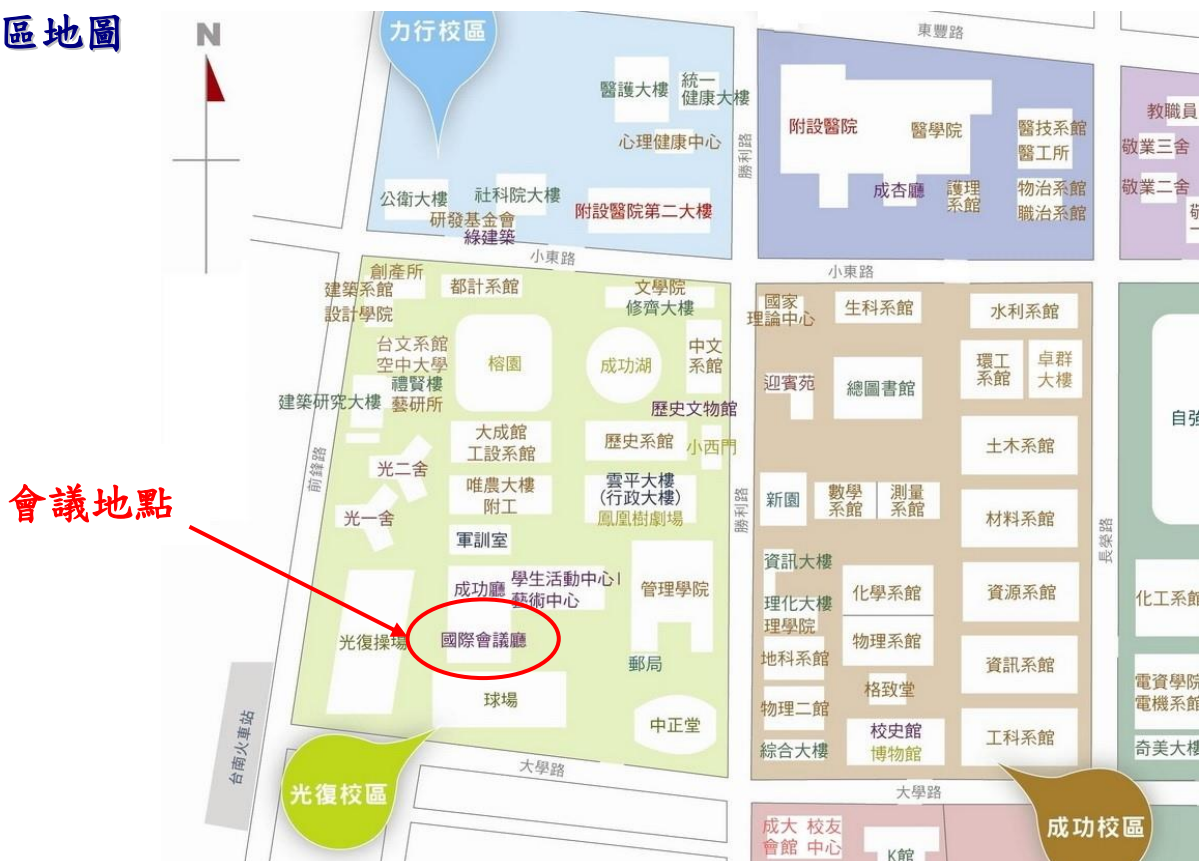 區地圖
N
力行校區
東豐路
醫護大樓
統一
健康大樓
心理健康中心
公衛大樓
社科院大樓
研發基金會
綠建築
附設醫院第二大樓
勝利路
附設醫院
醫學院
醫技系館
醫工所
成杏廳
護理
系館
物治系館
職治系館
教職員
敬業三舍
敬業二舍
小東路
小東路
創產所
建築系館
設計學院
都計系館
文學院
修齊大樓
台文系館
空中大學
禮賢樓
藝研所
建築研究大樓
榕園
成功湖
中文
系館
歷史文物館
大成館
工設系館
歷史系館
小西門
光二舍
唯農大樓
附工
雲平大樓
(行政大樓)
鳳凰樹劇場
光一舍
軍訓室
前鋒路
勝利路
會議地點
成功廳
學生活動中心I
藝術中心
管理學院
光復操場
國際會議廳
郵局
球場
中正堂
台南火車站
光復校區
大學路
國家
理論中心
生科系館
水利系館
迎賓苑
總圖書館
環工
系館
卓群
大樓
土木系館
新園
數學
系館
測量
系館
材料系館
長榮路
資訊大樓
理化大樓
理學院
化學系館
資源系館
地科系館
物理系館
資訊系館
物理二館
格致堂
綜合大樓
校史館
博物館
工科系館
大學路
自強
化工系館
電資學院
電機系館
奇美大樓
成功校區
成大
會館
校友
中心
K館